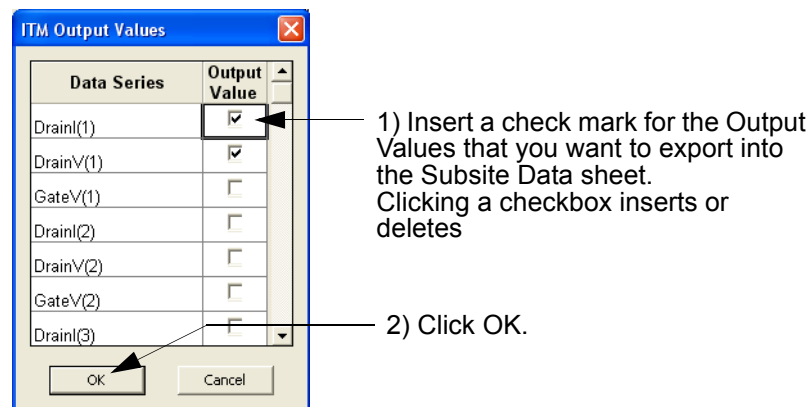 ITM Output Values
Data Series
Output
Value
DrainI(1)
DrainV(1)
GateV(1)
DrainI(2)
DrainV(2)
GateV(2)
DrainI(3)
OK
Cancel
1) Insert a check mark for the Output
Values that you want to export into
the Subsite Data sheet.
Clicking a checkbox inserts or
deletes
2) Click OK.